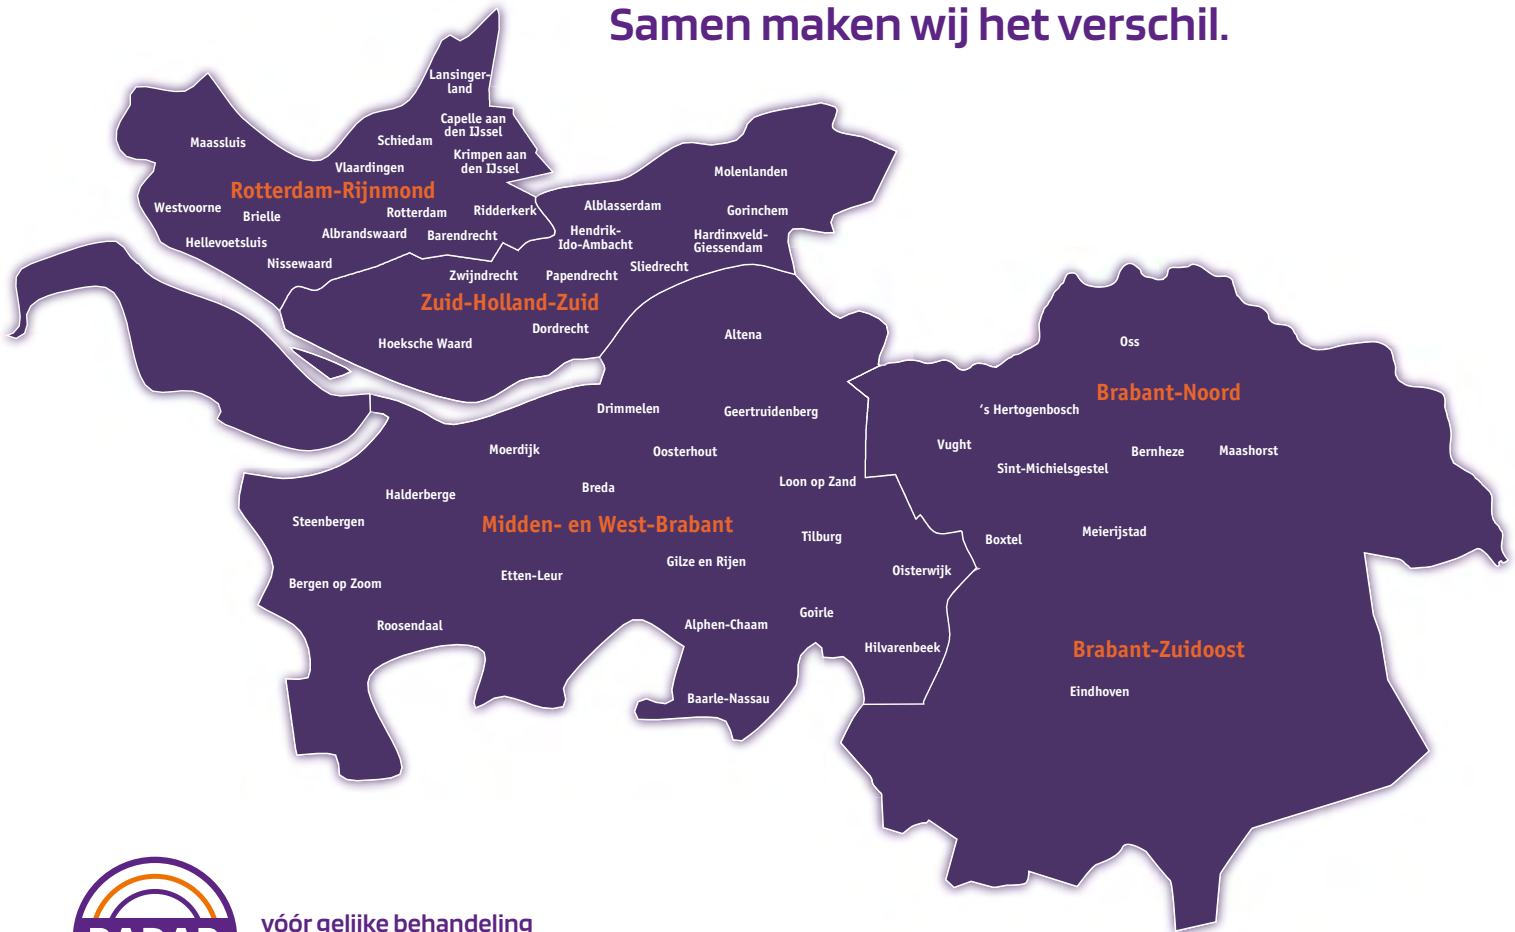 Samen maken wij het verschil.
Lansinger-
land
Capelle aan
den IJssel
Maassluis
Schiedam
Krimpen aan
den IJssel
Vlaardingen
Rotterdam-Rijnmond
Westvoorne
Brielle
Rotterdam
Ridderkerk
Hellevoetsluis
Albrandswaard
Barendrecht
Nissewaard
Molenlanden
Alblasserdam
Gorinchem
Hendrik-
Ido-Ambacht
Hardinxveld-
Giessendam
Sliedrecht
Zwijndrecht
Papendrecht
Zuid-Holland-Zuid
Dordrecht
Hoeksche Waard
Altena
Drimmelen
Geertruidenberg
Moerdijk
Oosterhout
Loon op Zand
Breda
Halderberge
Steenbergen
Midden- en West-Brabant
Tilburg
Gilze en Rijen
Oisterwijk
Etten-Leur
Bergen op Zoom
Goirle
Roosendaal
Alphen-Chaam
Hilvarenbeek
Baarle-Nassau
Oss
Brabant-Noord
‘s Hertogenbosch
Vught
Bernheze
Maashorst
Sint-Michielsgestel
Boxtel
Meierijstad
Brabant-Zuidoost
Eindhoven
RADAR
vóór gelijke behandeling